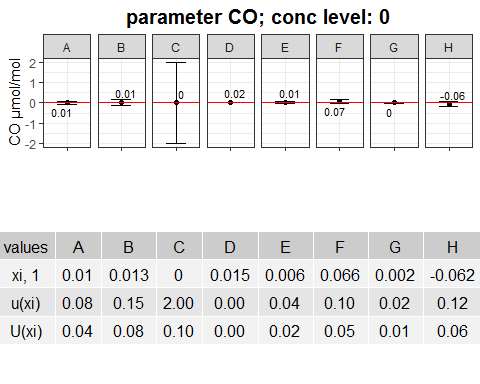 parameter CO; conc level: 0
A B C D E F G H
CO µmol/mol
2
1
0
-1
-2
0.01 0.01 0 0.02 0.01 0.07 0 -0.06
values A B C D E F G H
xi, 1 0.01 0.013 0 0.015 0.006 0.066 0.002 -0.062
u(xi) 0.08 0.15 2.00 0.00 0.04 0.10 0.02 0.12
U(xi) 0.04 0.08 0.10 0.00 0.02 0.05 0.01 0.06